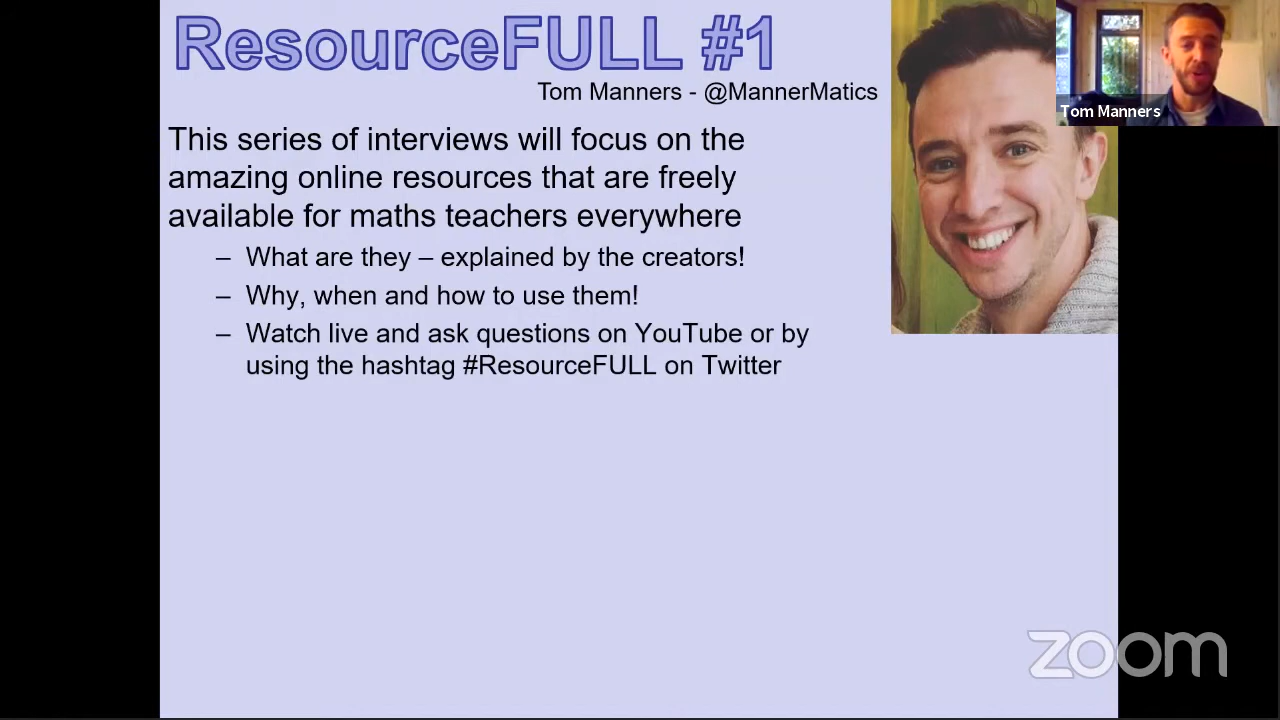 ResourceFULL #1
Tom Manners - @MannerMatics
Tom Manners
This series of interviews will focus on the
amazing online resources that are freely
available for maths teachers everywhere
– What are they – explained by the creators!
– Why, when and how to use them!
– Watch live and ask questions on YouTube or by
using the hashtag #ResourceFULL on Twitter
zoom